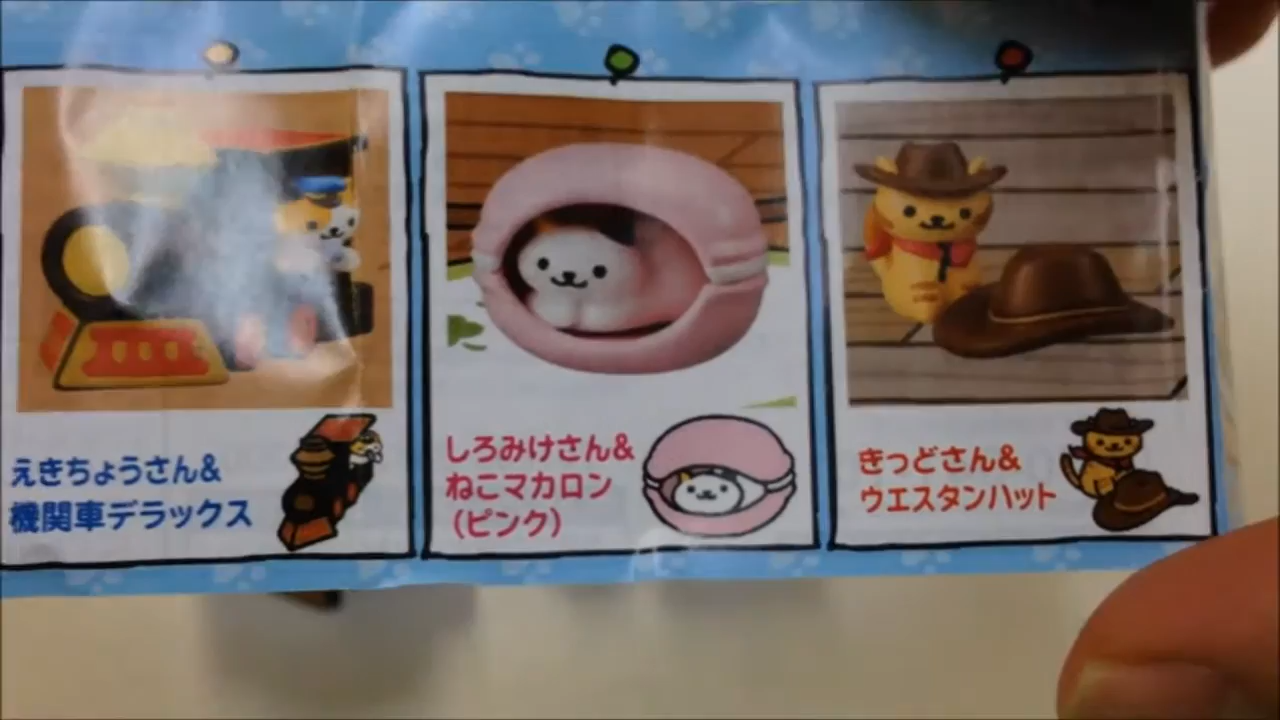 えきちょうさん&
機関車デラックス
しろみけさん&
ねこマカロン
(ピンク)
きっどさん&
ウエスタンハット